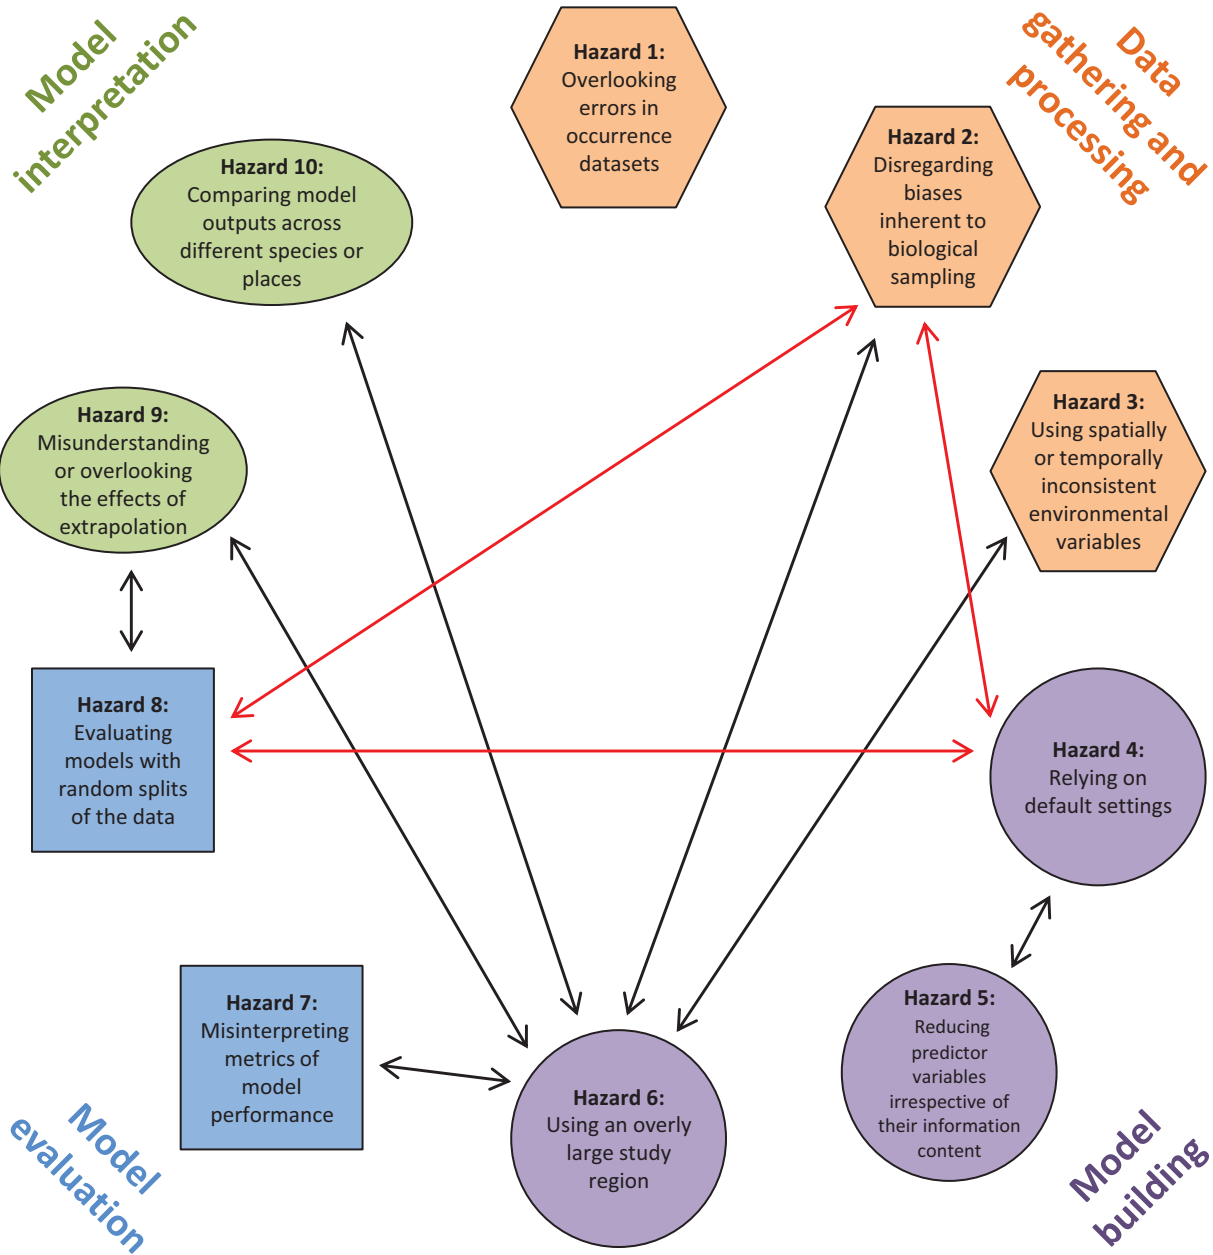 Model
interpretation
Data
gathering and
processing
Hazard 1:
Overlooking
errors in
occurrence
datasets
Hazard 2:
Disregarding
biases
inherent to
biological
sampling
Hazard 3:
Using spatially
or temporally
inconsistent
environmental
variables
Hazard 4:
Relying on
default settings
Hazard 5:
Reducing
predictor
variables
irrespective of
their information
content
Hazard 6:
Using an overly
large study
region
Hazard 7:
Misinterpreting
metrics of
model
performance
Hazard 8:
Evaluating
models with
random splits
of the data
Hazard 9:
Misunderstanding
or overlooking
the effects of
extrapolation
Hazard 10:
Comparing model
outputs across
different species or
places
Model
evaluation
Model
building